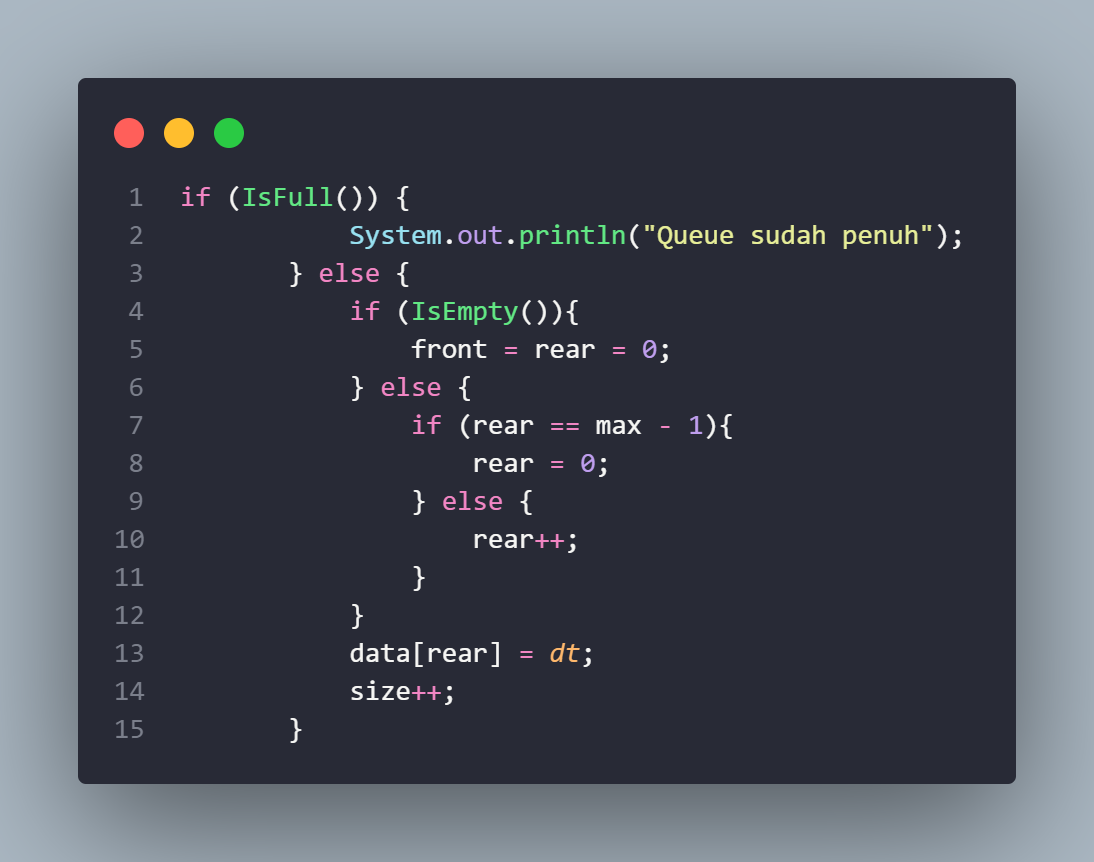 1 if (IsFull()) {
2             System.out.println("Queue sudah penuh");
3         } else {
4             if (IsEmpty()){
5                 front = rear = 0;
6             } else {
7                 if (rear == max - 1){
8                     rear = 0;
9                 } else {
10                     rear++;
11                 }
12             }
13             data[rear] = dt;
14             size++;
15         }